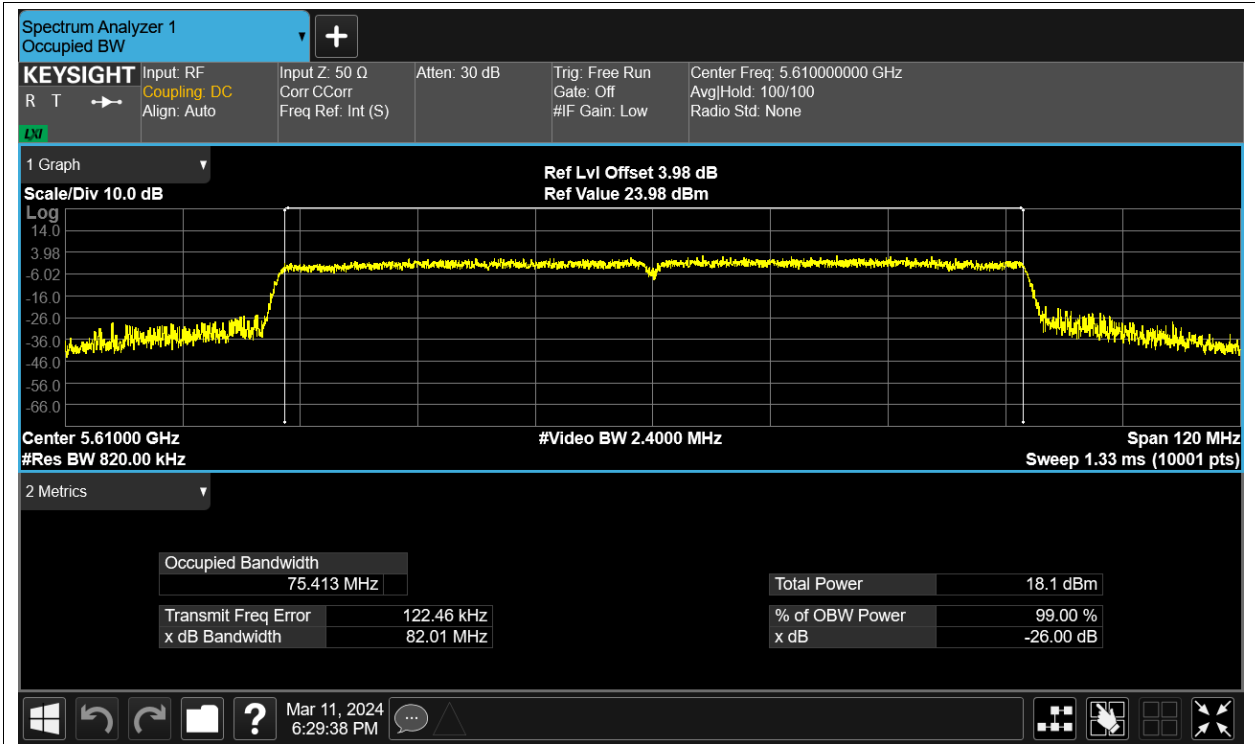 Spectrum Analyzer 1
Occupied BW
KEYSIGHT
R T
LXI
Input: RF
Coupling: DC
Align: Auto
Input Z: 50 Ω
Corr CCorr
Freq Ref: Int (S)
Atten: 30 dB
Trig: Free Run
Gate: Off
#IF Gain: Low
Center Freq: 5.610000000 GHz
Avg|Hold: 100/100
Radio Std: None
1 Graph
Scale/Div 10.0 dB
Ref Lvl Offset 3.98 dB
Ref Value 23.98 dBm
Log
14.0
3.98
-6.02
-16.0
-26.0
-36.0
-46.0
-56.0
-66.0
Center 5.61000 GHz
#Res BW 820.00 kHz
#Video BW 2.4000 MHz
Span 120 MHz
Sweep 1.33 ms (10001 pts)
2 Metrics
Occupied Bandwidth
75.413 MHz
Transmit Freq Error 122.46 kHz
x dB Bandwidth 82.01 MHz
Total Power 18.1 dBm
% of OBW Power 99.00 %
x dB -26.00 dB
?
Mar 11, 2024
6:29:38 PM